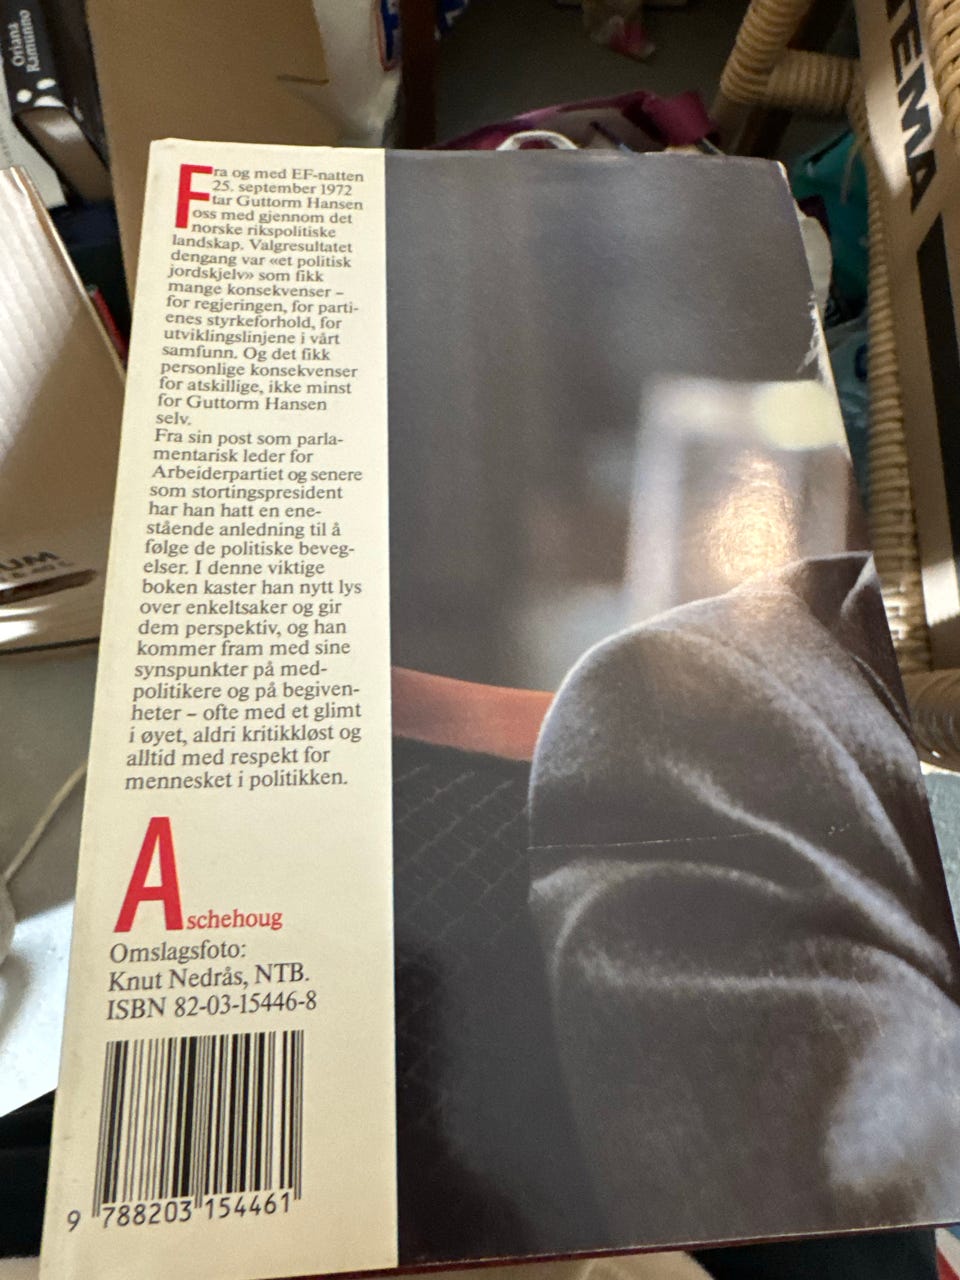 Oriana
Ramunno
TEMA
UM
Fra og med EF-natten
25. september 1972
tar Guttorm Hansen
oss med gjennom det
norske rikspolitiske
landskap. Valgresultatet
dengang var «et politisk
jordskjelv» som fikk
mange konsekvenser –
for regjeringen, for parti-
enes styrkeforhold, for
utviklingslinjene i vårt
samfunn. Og det fikk
personlige konsekvenser
for atskillige, ikke minst
for Guttorm Hansen
selv.
Fra sin post som parla-
mentarisk leder for
Arbeiderpartiet og senere
som stortingspresident
har han hatt en ene-
stående anledning til å
følge de politiske beveg-
elser. I denne viktige
boken kaster han nytt lys
over enkeltsaker og gir
dem perspektiv, og han
kommer fram med sine
synspunkter på med-
politikere og på begiven-
heter – ofte med et glimt
i øyet, aldri kritikkløst og
alltid med respekt for
mennesket i politikken.
Aschehoug
Omslagsfoto:
Knut Nedrås, NTB.
ISBN 82-03-15446-8
9 788203 154461